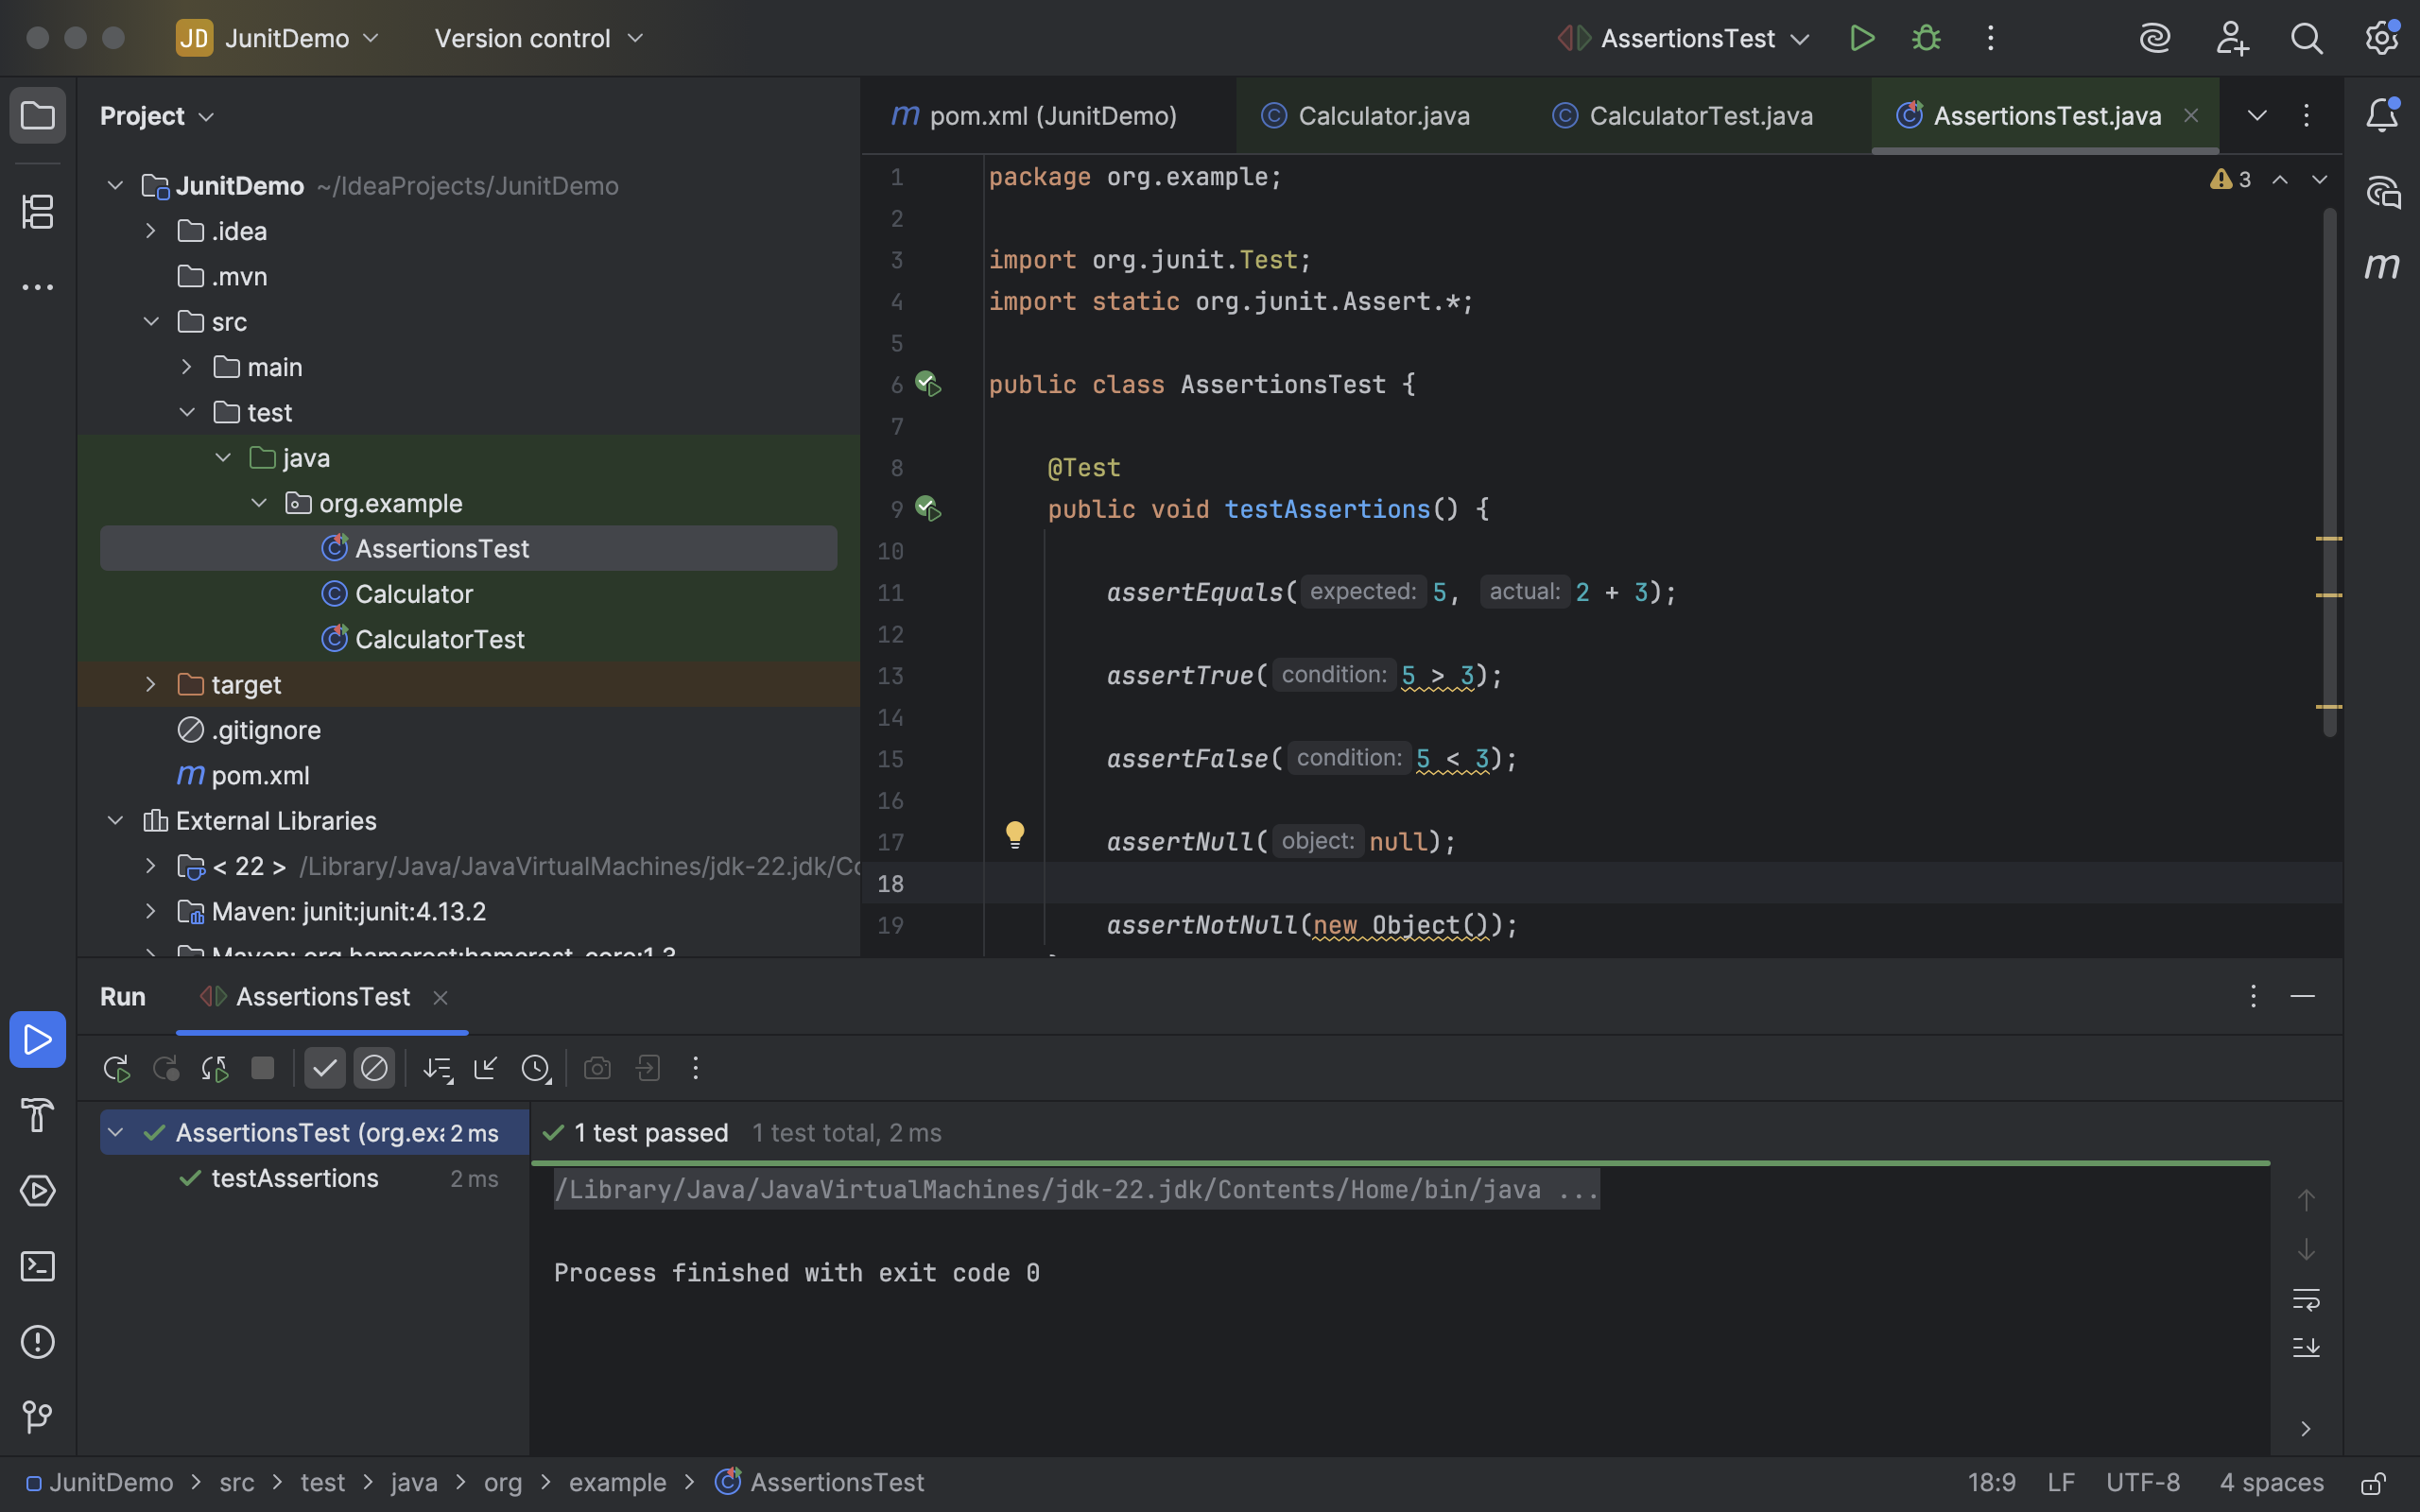 JD JunitDemo Version control AssertionsTest
Project
JunitDemo ~/IdeaProjects/JunitDemo
.idea
.mvn
src
main
test
java
org.example
AssertionsTest
Calculator
CalculatorTest
target
.gitignore
m pom.xml
External Libraries
< 22 > /Library/Java/JavaVirtualMachines/jdk-22.jdk/Co
Maven: junit:junit:4.13.2
Maven: org.hamcrest:hamcrest-core:1.3
m pom.xml (JunitDemo) Calculator.java CalculatorTest.java AssertionsTest.java
3
1 package org.example;
2
3 import org.junit.Test;
4 import static org.junit.Assert.*;
5
6 public class AssertionsTest {
7
8 @Test
9 public void testAssertions() {
10
11 assertEquals( expected: 5, actual: 2 + 3);
12
13 assertTrue( condition: 5 > 3);
14
15 assertFalse( condition: 5 < 3);
16
17 assertNull( object: null);
18
19 assertNotNull(new Object());
m
Run AssertionsTest
AssertionsTest (org.exa 2 ms
testAssertions 2 ms
1 test passed 1 test total, 2 ms
/Library/Java/JavaVirtualMachines/jdk-22.jdk/Contents/Home/bin/java ...
Process finished with exit code 0
JunitDemo > src > test > java > org > example > AssertionsTest
18:9 LF UTF-8 4 spaces